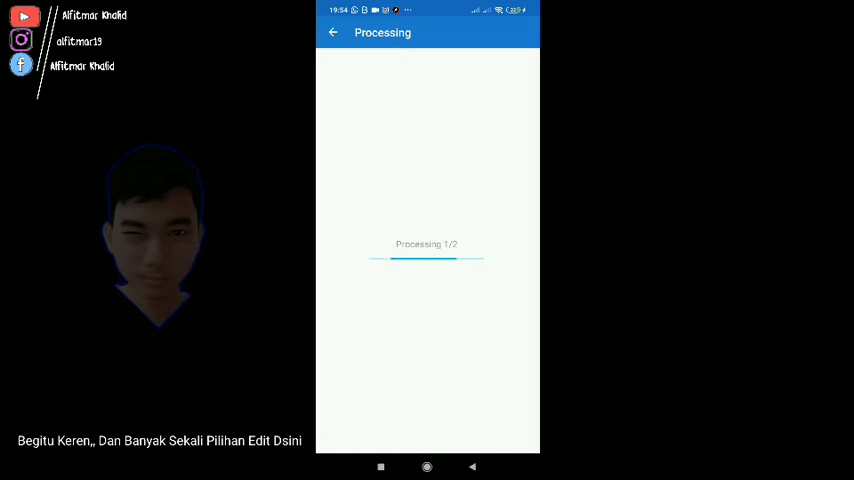 Alfitmar Khalid
alfitmar19
Alfitmar Khalid
19:54
Processing
Processing 1/2
Begitu Keren,, Dan Banyak Sekali Pilihan Edit Dsini